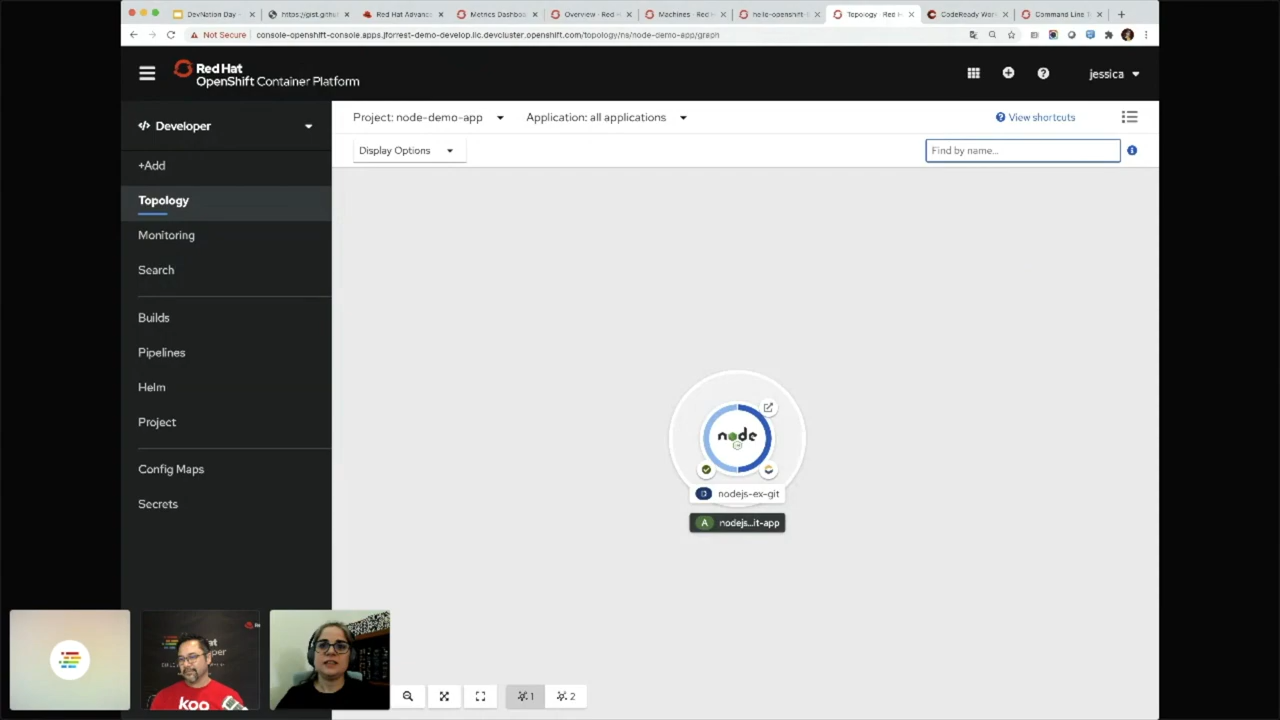 DevNation Day
https://gist.github.
Red Hat Advanc
Metrics Dashboa
Overview · Red H
Machines · Red H
hello-openshift-
Topology · Red H
CodeReady Wor
Command Line
Not Secure
console-openshift-console.apps.jforrest-demo-develop.llc.devcluster.openshift.com/topology/ns/node-demo-app/graph
Red Hat
OpenShift Container Platform
jessica
Developer
Project: node-demo-app
Application: all applications
View shortcuts
Display Options
Find by name...
+Add
Topology
Monitoring
Search
Builds
Pipelines
Helm
Project
Config Maps
Secrets
node
D nodejs-ex-git
A nodejs...it-app
1
2